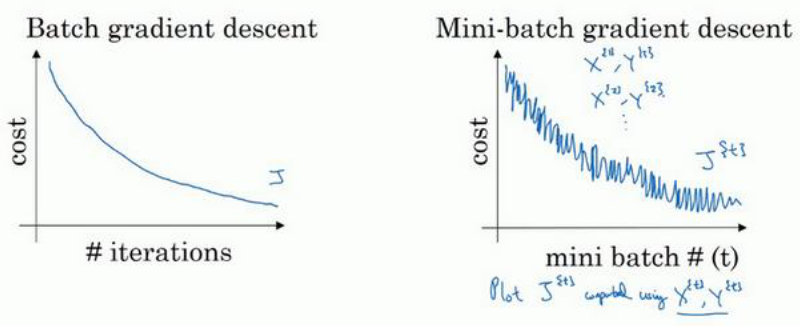 Batch gradient descent
cost
J
# iterations
Mini-batch gradient descent
X^{1}, Y^{1}
X^{2}, Y^{2}
⋮
cost
J^{t}
mini batch # (t)
Plot J^{t} computed using X^{t}, Y^{t}